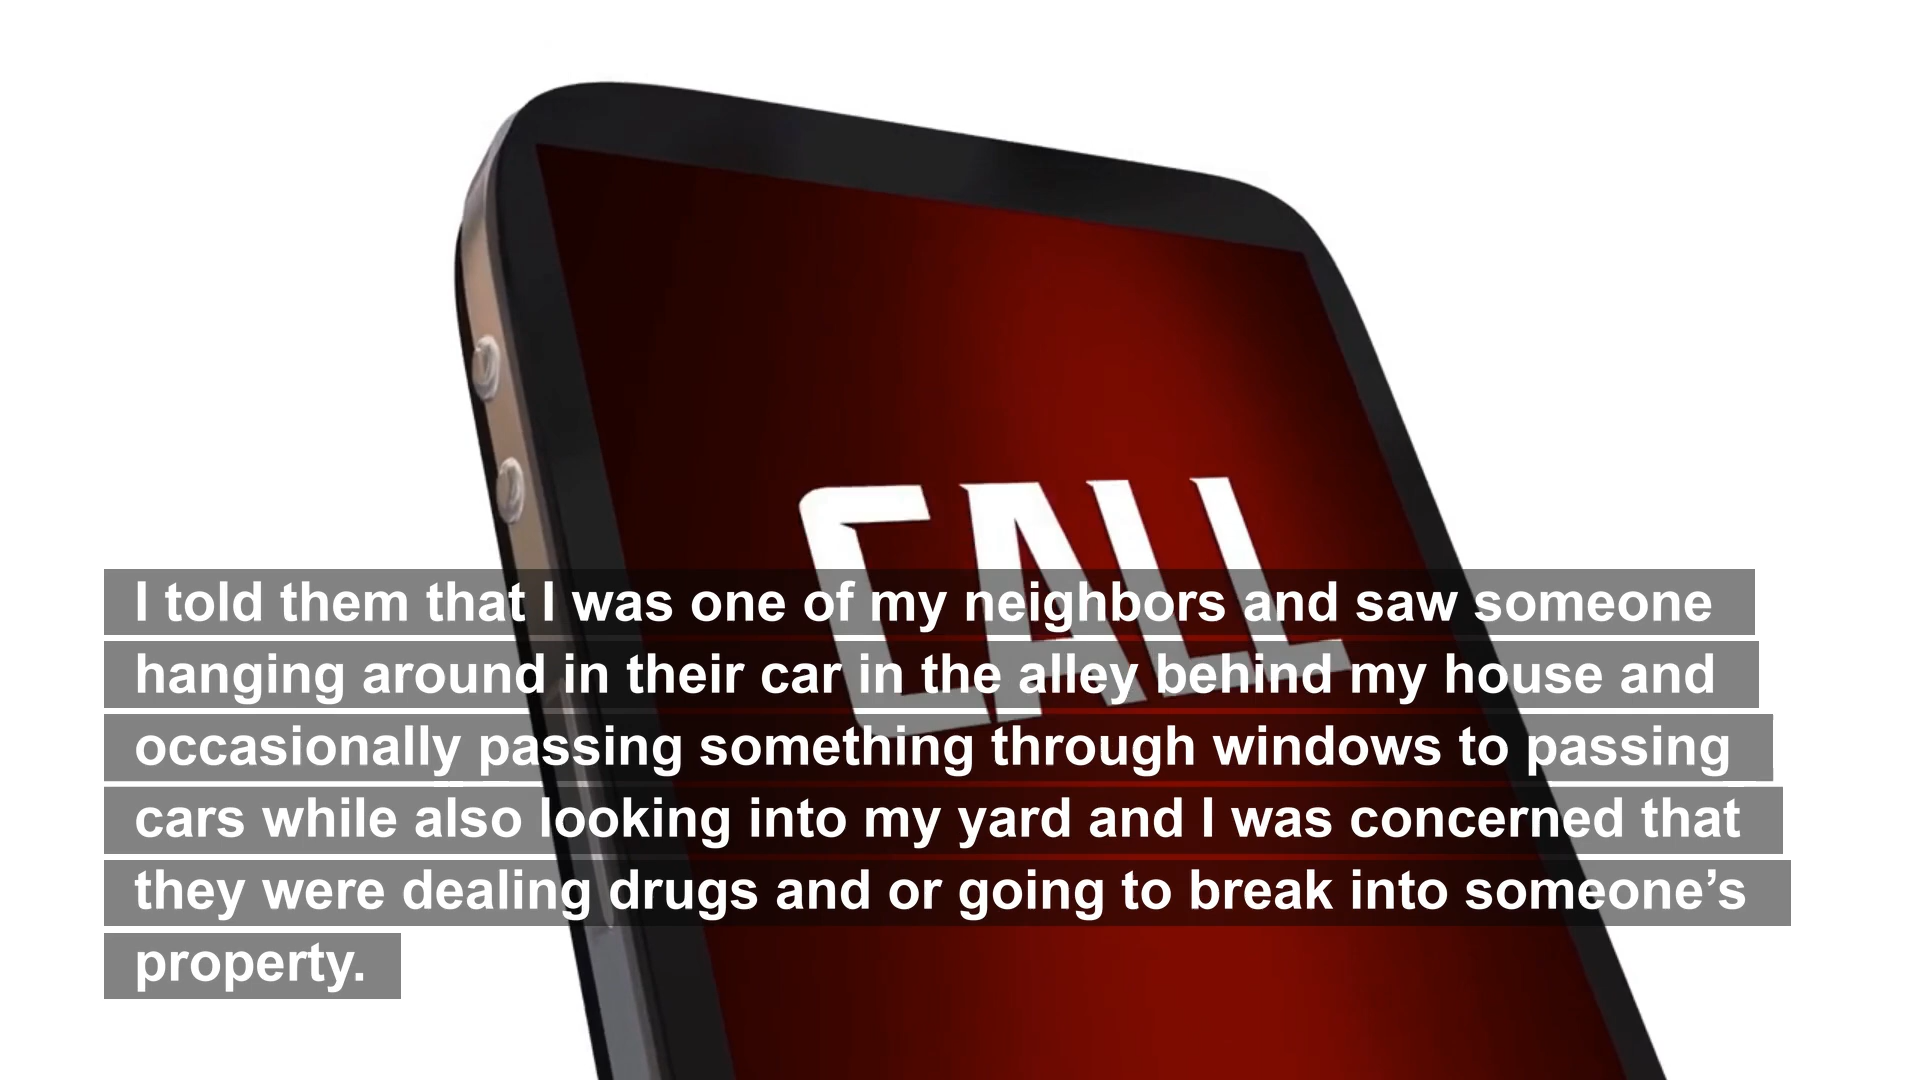 CALL
I told them that I was one of my neighbors and saw someone
hanging around in their car in the alley behind my house and
occasionally passing something through windows to passing
cars while also looking into my yard and I was concerned that
they were dealing drugs and or going to break into someone’s
property.